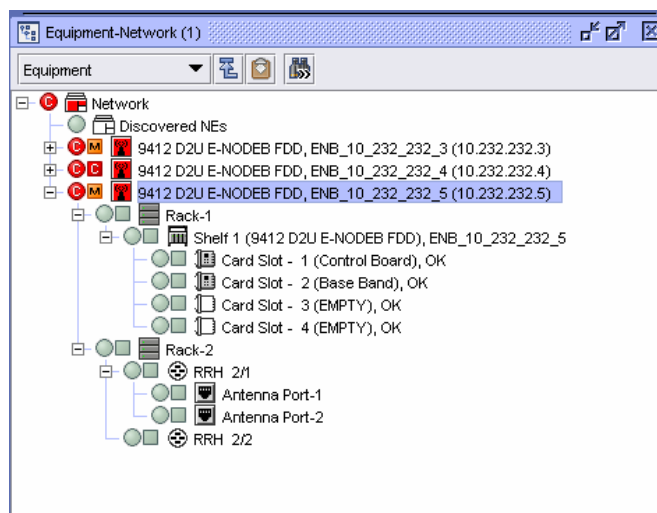 Equipment-Network (1)
Equipment
C Network
Discovered NEs
C M 9412 D2U E-NODEB FDD, ENB_10_232_232_3 (10.232.232.3)
C C 9412 D2U E-NODEB FDD, ENB_10_232_232_4 (10.232.232.4)
C M 9412 D2U E-NODEB FDD, ENB_10_232_232_5 (10.232.232.5)
Rack-1
Shelf 1 (9412 D2U E-NODEB FDD), ENB_10_232_232_5
Card Slot - 1 (Control Board), OK
Card Slot - 2 (Base Band), OK
Card Slot - 3 (EMPTY), OK
Card Slot - 4 (EMPTY), OK
Rack-2
RRH 2/1
Antenna Port-1
Antenna Port-2
RRH 2/2